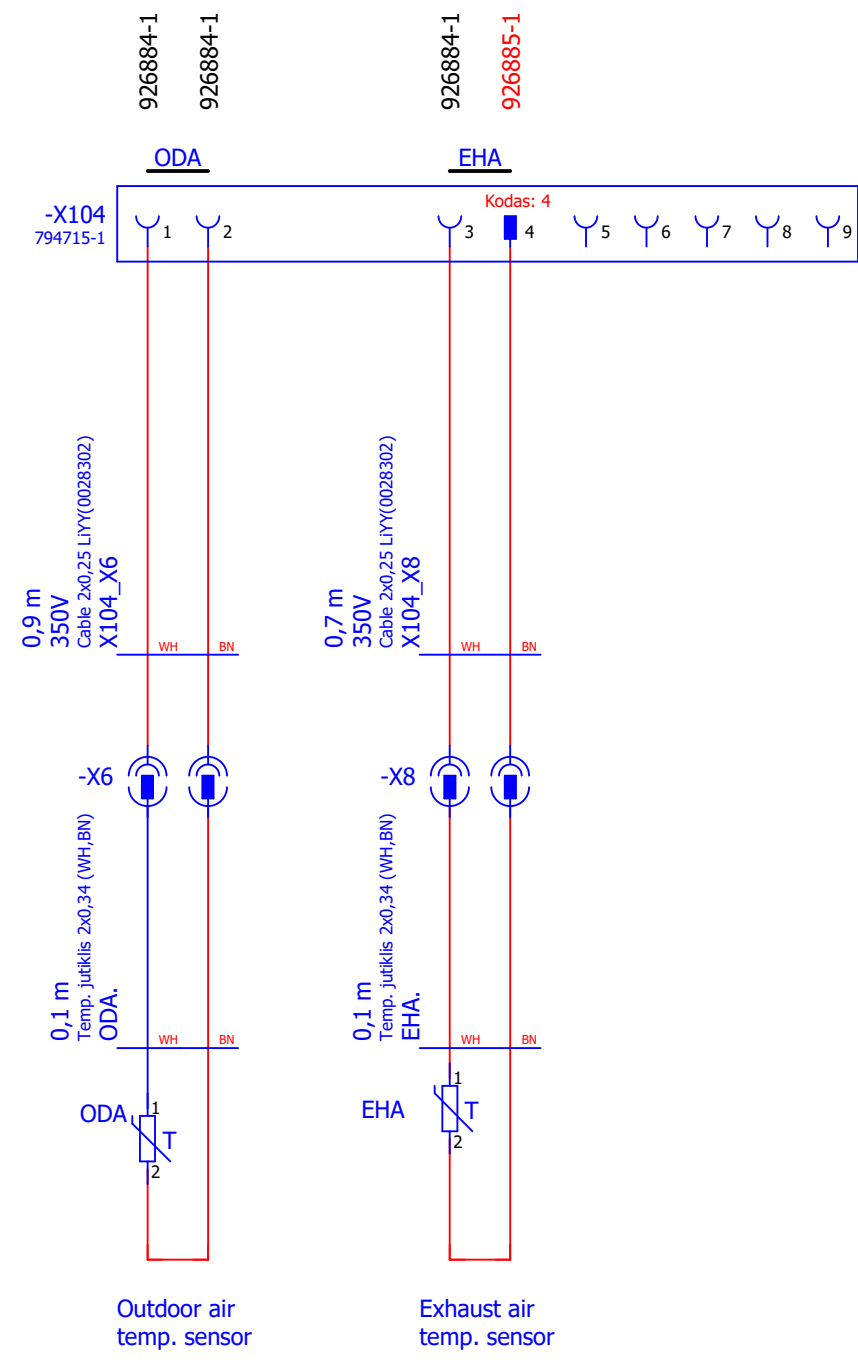 926884-1
926884-1
926884-1
926885-1
ODA
EHA
-X104
794715-1
Kodas: 4
1
2
3
4
5
6
7
8
9
0,9 m
350V
Cable 2x0,25 LiYY(0028302)
X104_X6
WH
BN
0,7 m
350V
Cable 2x0,25 LiYY(0028302)
X104_X8
WH
BN
-X6
-X8
0,1 m
Temp. jutiklis 2x0,34 (WH,BN)
ODA.
WH
BN
0,1 m
Temp. jutiklis 2x0,34 (WH,BN)
EHA.
WH
BN
ODA
1
T
2
EHA
1
T
2
Outdoor air
temp. sensor
Exhaust air
temp. sensor